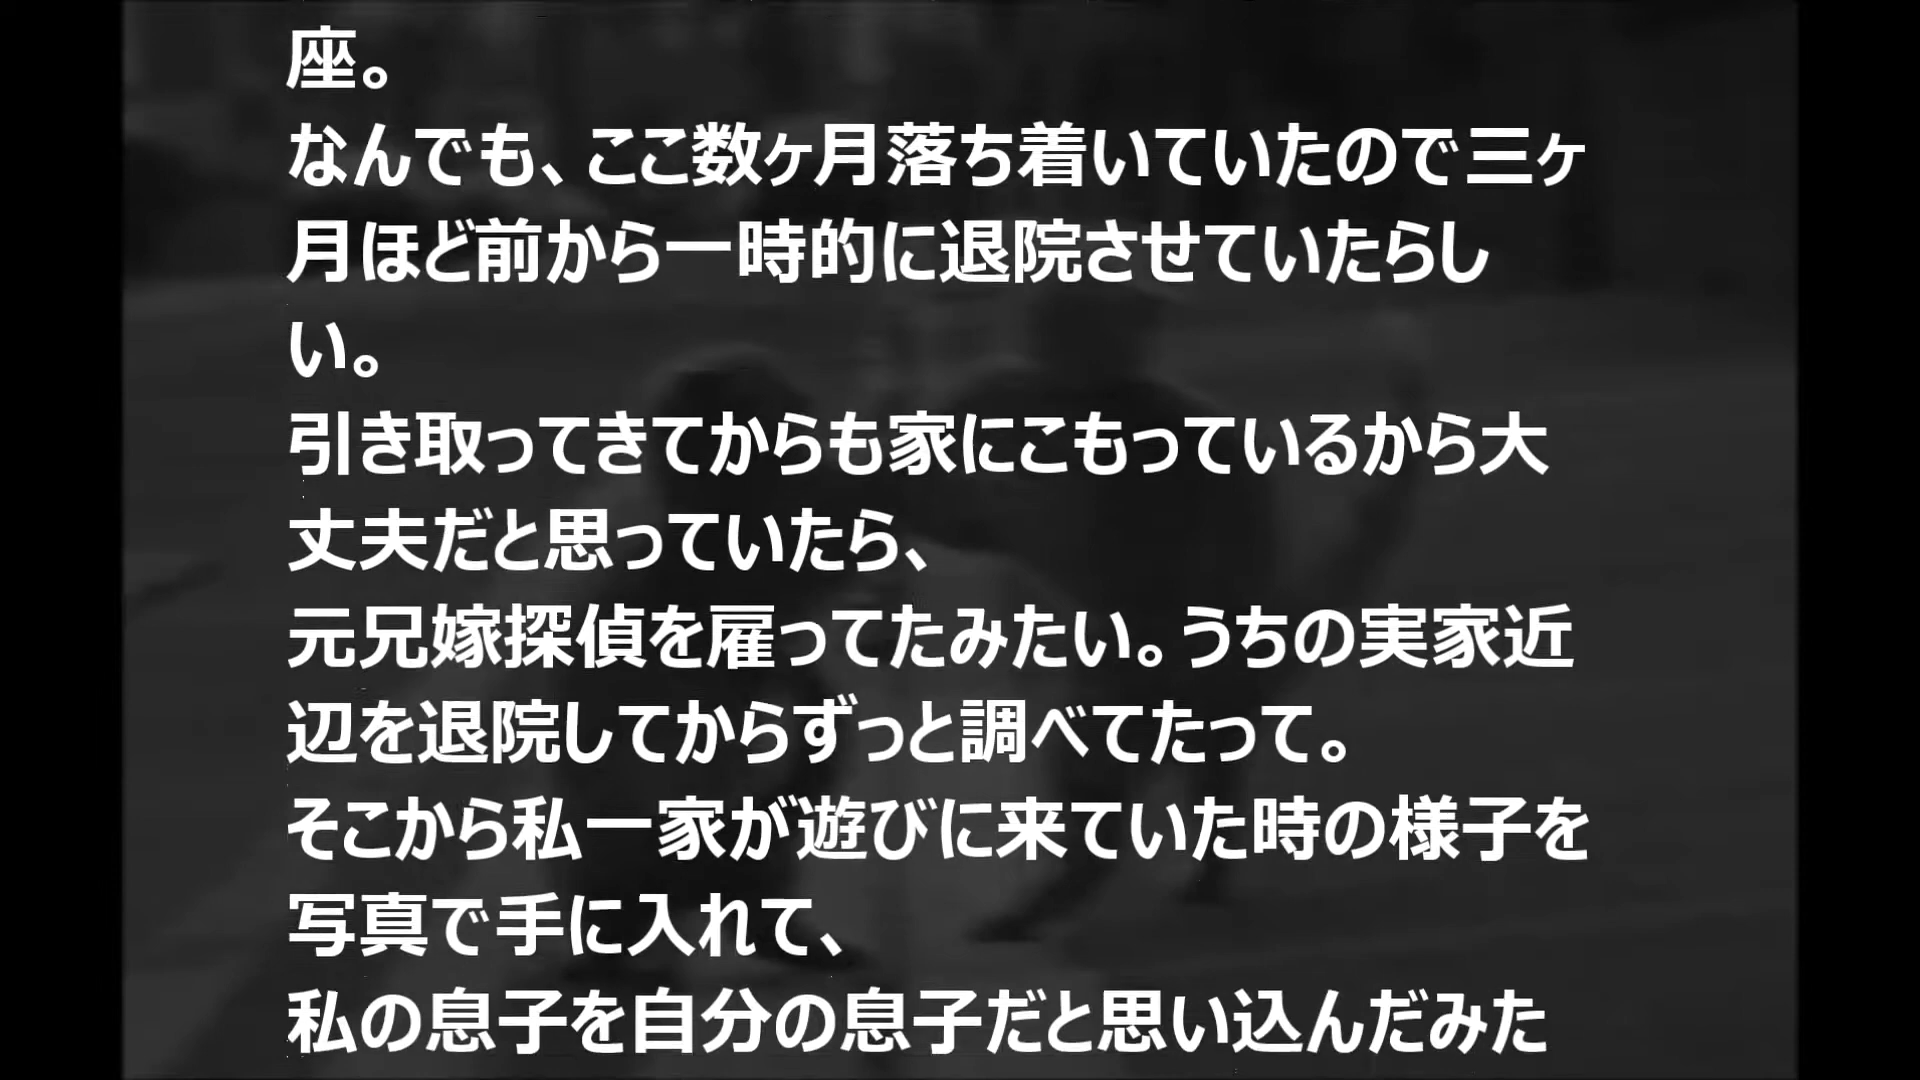 座。
なんでも、ここ数ヶ月落ち着いていたので三ヶ
月ほど前から一時的に退院させていたらし
い。
引き取ってきてからも家にこもっているから大
丈夫だと思っていたら、
元兄嫁探偵を雇ってたみたい。うちの実家近
辺を退院してからずっと調べてたって。
そこから私一家が遊びに来ていた時の様子を
写真で手に入れて、
私の息子を自分の息子だと思い込んだみた